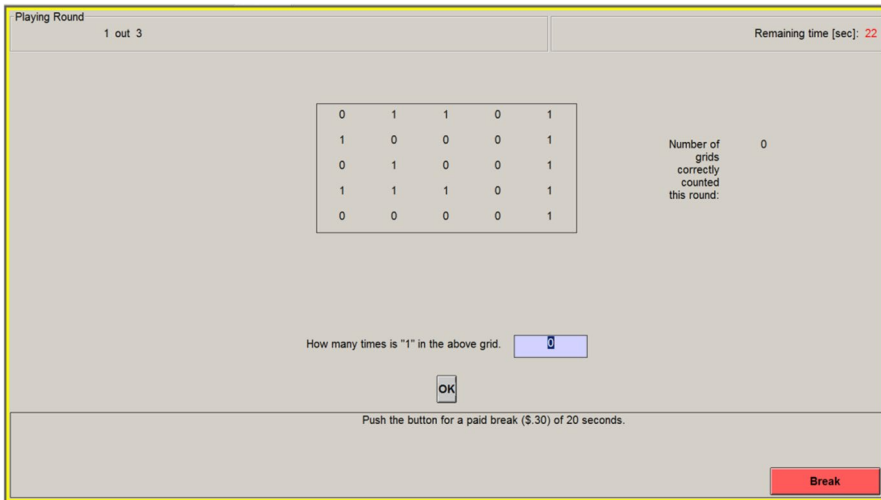 Playing Round
1 out 3
Remaining time [sec]: 22
0 1 1 0 1
1 0 0 0 1
0 1 0 0 1
1 1 1 0 1
0 0 0 0 1
Number of 0
grids
correctly
counted
this round:
How many times is "1" in the above grid. 0
OK
Push the button for a paid break ($.30) of 20 seconds.
Break